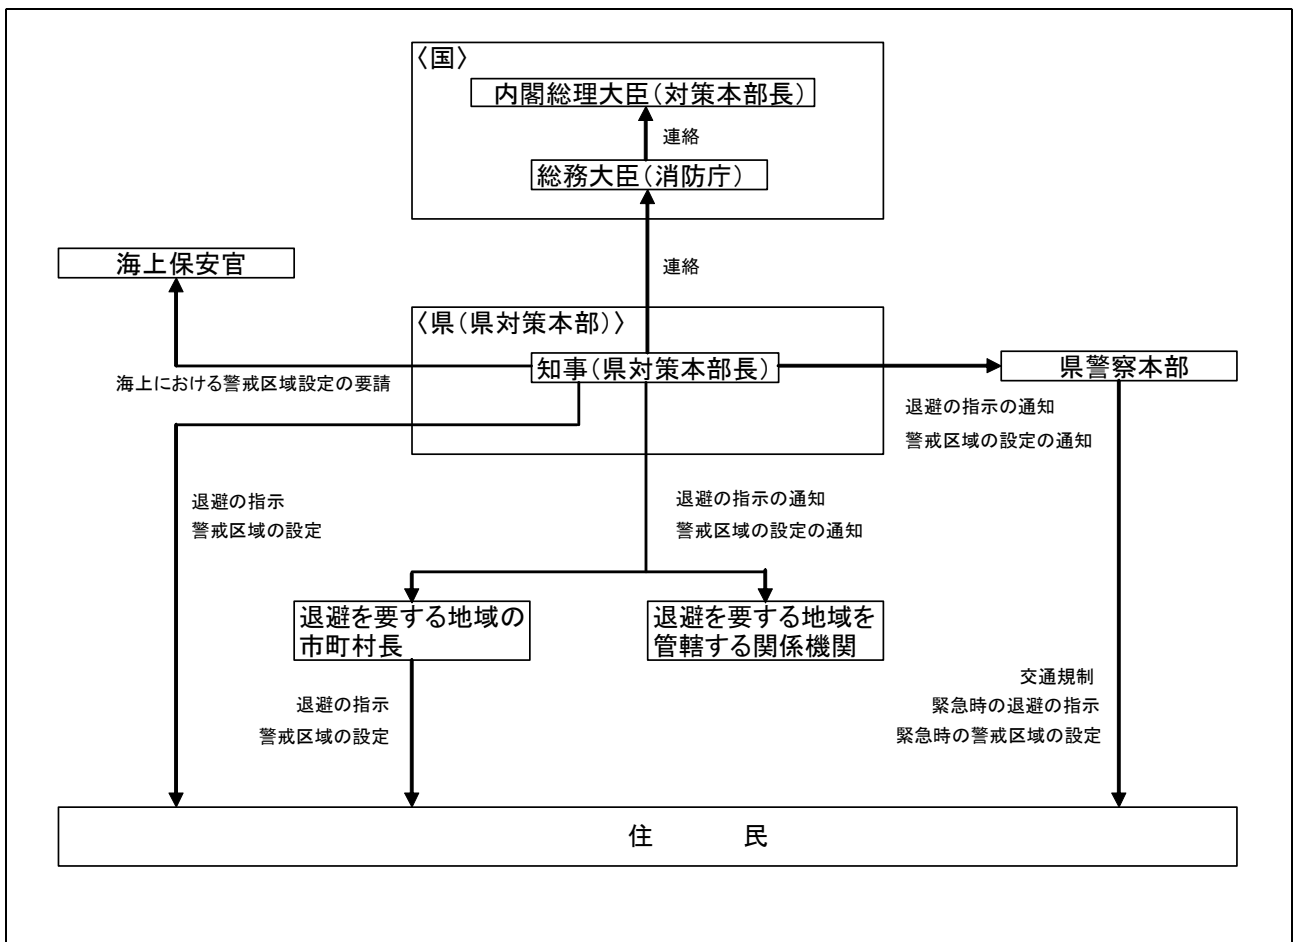 〈国〉
内閣総理大臣(対策本部長)
連絡
総務大臣(消防庁)
海上保安官
連絡
〈県(県対策本部)〉
知事(県対策本部長)
県警察本部
海上における警戒区域設定の要請
退避の指示の通知
警戒区域の設定の通知
退避の指示
警戒区域の設定
退避の指示の通知
警戒区域の設定の通知
退避を要する地域の
市町村長
退避を要する地域を
管轄する関係機関
退避の指示
警戒区域の設定
交通規制
緊急時の退避の指示
緊急時の警戒区域の設定
住　　　民